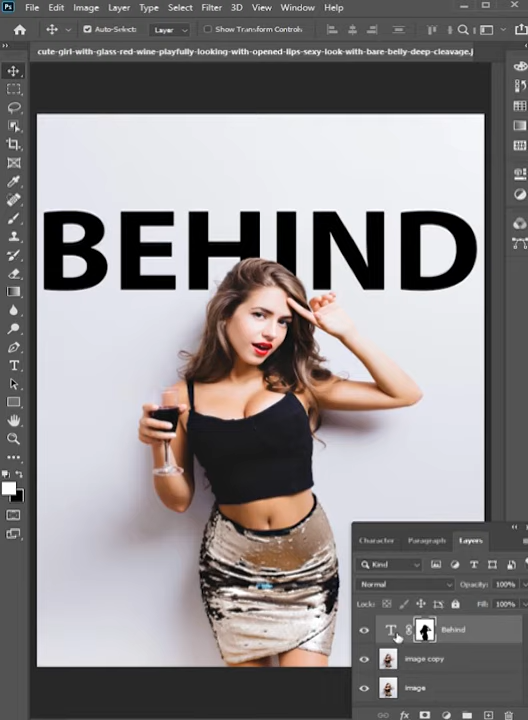 Ps File Edit Image Layer Type Select Filter 3D View Window Help
Auto-Select: Layer Show Transform Controls
cute-girl-with-glass-red-wine-playfully-looking-with-opened-lips-sexy-look-with-bare-belly-deep-cleavage.j
BEHIND
Character Paragraph Layers
Kind
Normal Opacity: 100%
Lock: Fill: 100%
T Behind
image copy
image
fx